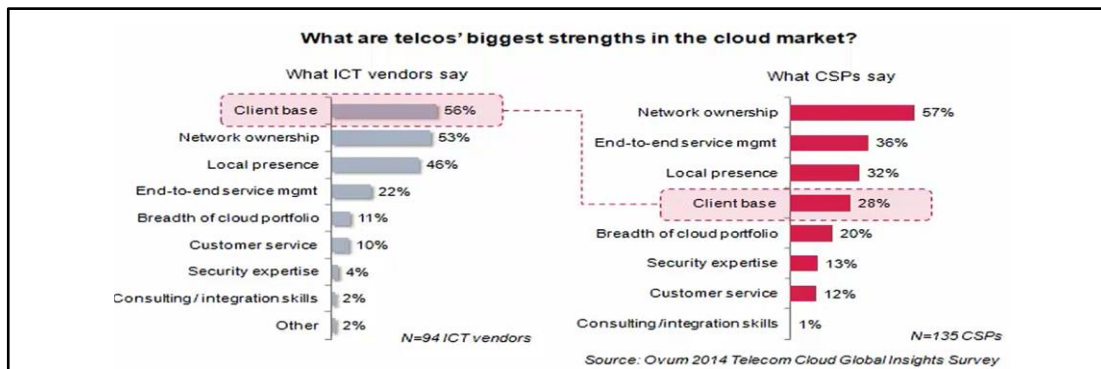 What are telcos' biggest strengths in the cloud market?
What ICT vendors say
Client base 56%
Network ownership 53%
Local presence 46%
End-to-end service mgmt 22%
Breadth of cloud portfolio 11%
Customer service 10%
Security expertise 4%
Consulting / integration skills 2%
Other 2%
N=94 ICT vendors
What CSPs say
Network ownership 57%
End-to-end service mgmt 36%
Local presence 32%
Client base 28%
Breadth of cloud portfolio 20%
Security expertise 13%
Customer service 12%
Consulting /integration skills 1%
N=135 CSPs
Source: Ovum 2014 Telecom Cloud Global Insights Survey